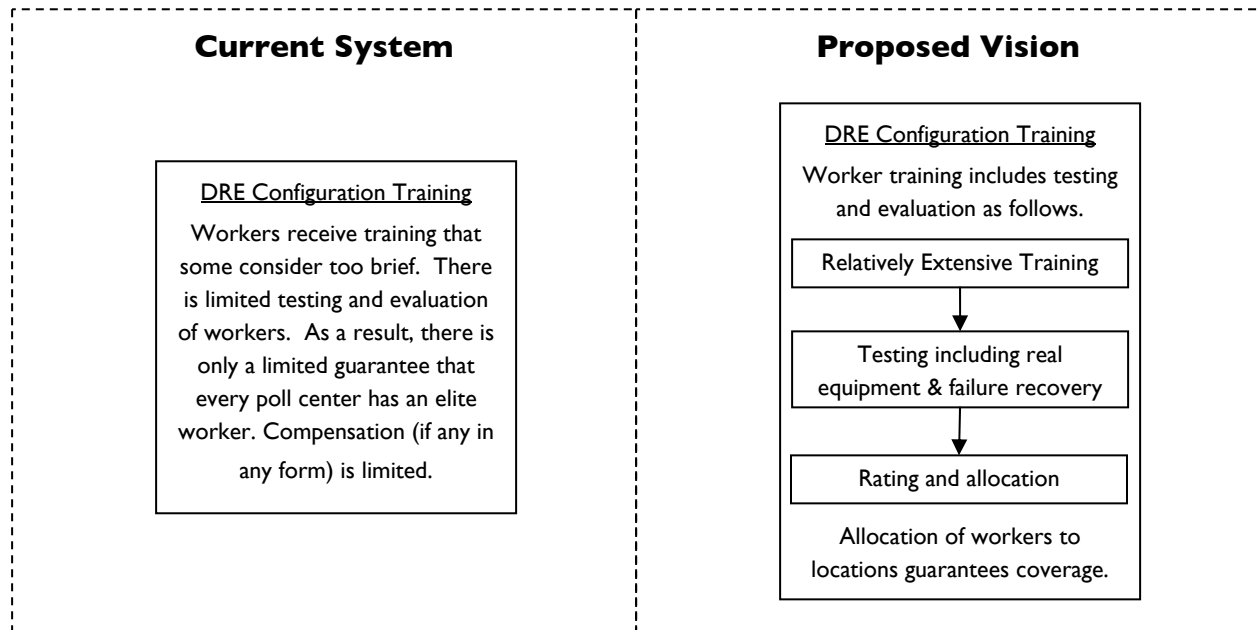 Current System
DRE Configuration Training
Workers receive training that
some consider too brief.  There
is limited testing and evaluation
of workers.  As a result, there is
only a limited guarantee that
every poll center has an elite
worker. Compensation (if any in
any form) is limited.
Proposed Vision
DRE Configuration Training
Worker training includes testing
and evaluation as follows.
Relatively Extensive Training
Testing including real
equipment & failure recovery
Rating and allocation
Allocation of workers to
locations guarantees coverage.